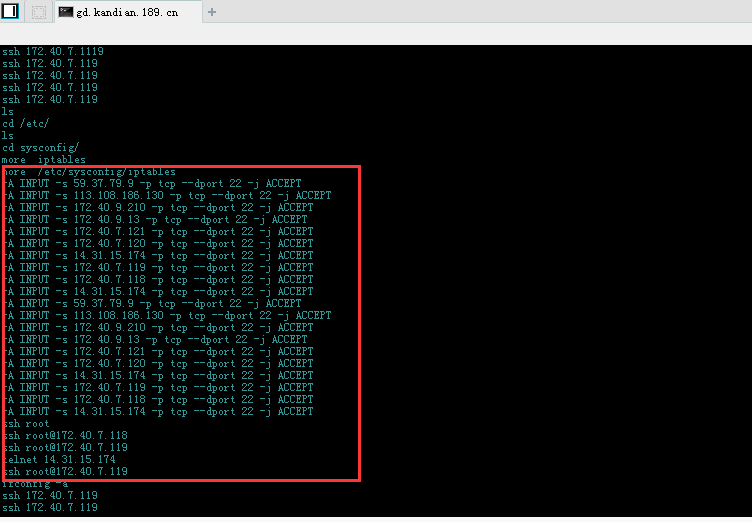 gd.kandian.189.cn
ssh 172.40.7.1119
ssh 172.40.7.119
ssh 172.40.7.119
ssh 172.40.7.119
ssh 172.40.7.119
ls
cd /etc/
ls
cd sysconfig/
more  iptables
more  /etc/sysconfig/iptables
-A INPUT -s 59.37.79.9 -p tcp --dport 22 -j ACCEPT
-A INPUT -s 113.108.186.130 -p tcp --dport 22 -j ACCEPT
-A INPUT -s 172.40.9.210 -p tcp --dport 22 -j ACCEPT
-A INPUT -s 172.40.9.13 -p tcp --dport 22 -j ACCEPT
-A INPUT -s 172.40.7.121 -p tcp --dport 22 -j ACCEPT
-A INPUT -s 172.40.7.120 -p tcp --dport 22 -j ACCEPT
-A INPUT -s 14.31.15.174 -p tcp --dport 22 -j ACCEPT
-A INPUT -s 172.40.7.119 -p tcp --dport 22 -j ACCEPT
-A INPUT -s 172.40.7.118 -p tcp --dport 22 -j ACCEPT
-A INPUT -s 14.31.15.174 -p tcp --dport 22 -j ACCEPT
-A INPUT -s 59.37.79.9 -p tcp --dport 22 -j ACCEPT
-A INPUT -s 113.108.186.130 -p tcp --dport 22 -j ACCEPT
-A INPUT -s 172.40.9.210 -p tcp --dport 22 -j ACCEPT
-A INPUT -s 172.40.9.13 -p tcp --dport 22 -j ACCEPT
-A INPUT -s 172.40.7.121 -p tcp --dport 22 -j ACCEPT
-A INPUT -s 172.40.7.120 -p tcp --dport 22 -j ACCEPT
-A INPUT -s 14.31.15.174 -p tcp --dport 22 -j ACCEPT
-A INPUT -s 172.40.7.119 -p tcp --dport 22 -j ACCEPT
-A INPUT -s 172.40.7.118 -p tcp --dport 22 -j ACCEPT
-A INPUT -s 14.31.15.174 -p tcp --dport 22 -j ACCEPT
ssh root
ssh root@172.40.7.118
ssh root@172.40.7.119
telnet 14.31.15.174
ssh root@172.40.7.119
ifconfig -a
ssh 172.40.7.119
ssh 172.40.7.119